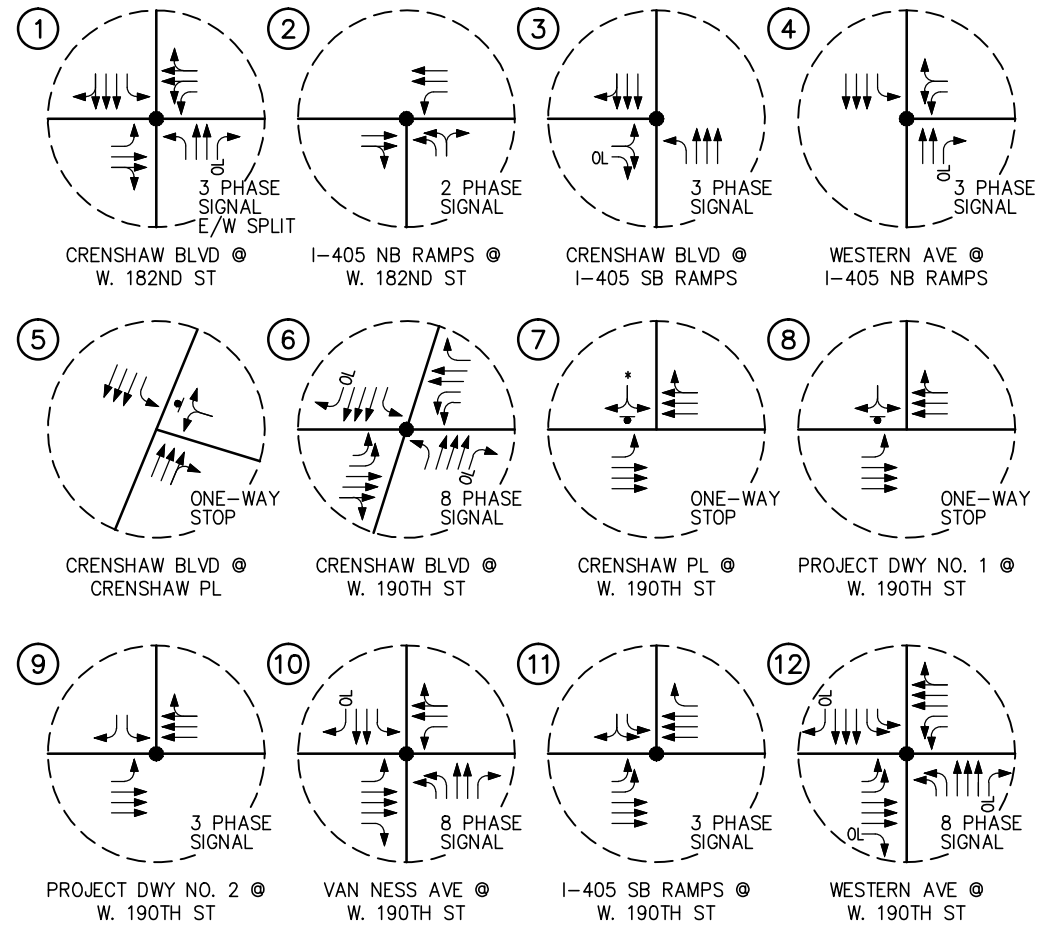 1
OL
3 PHASE
SIGNAL
E/W SPLIT
CRENSHAW BLVD @
W. 182ND ST
2
2 PHASE
SIGNAL
I-405 NB RAMPS @
W. 182ND ST
3
OL
3 PHASE
SIGNAL
CRENSHAW BLVD @
I-405 SB RAMPS
4
OL
3 PHASE
SIGNAL
WESTERN AVE @
I-405 NB RAMPS
5
ONE-WAY
STOP
CRENSHAW BLVD @
CRENSHAW PL
6
OL
OL
8 PHASE
SIGNAL
CRENSHAW BLVD @
W. 190TH ST
7
*
ONE-WAY
STOP
CRENSHAW PL @
W. 190TH ST
8
ONE-WAY
STOP
PROJECT DWY NO. 1 @
W. 190TH ST
9
3 PHASE
SIGNAL
PROJECT DWY NO. 2 @
W. 190TH ST
10
OL
8 PHASE
SIGNAL
VAN NESS AVE @
W. 190TH ST
11
3 PHASE
SIGNAL
I-405 SB RAMPS @
W. 190TH ST
12
OL
OL
OL
8 PHASE
SIGNAL
WESTERN AVE @
W. 190TH ST